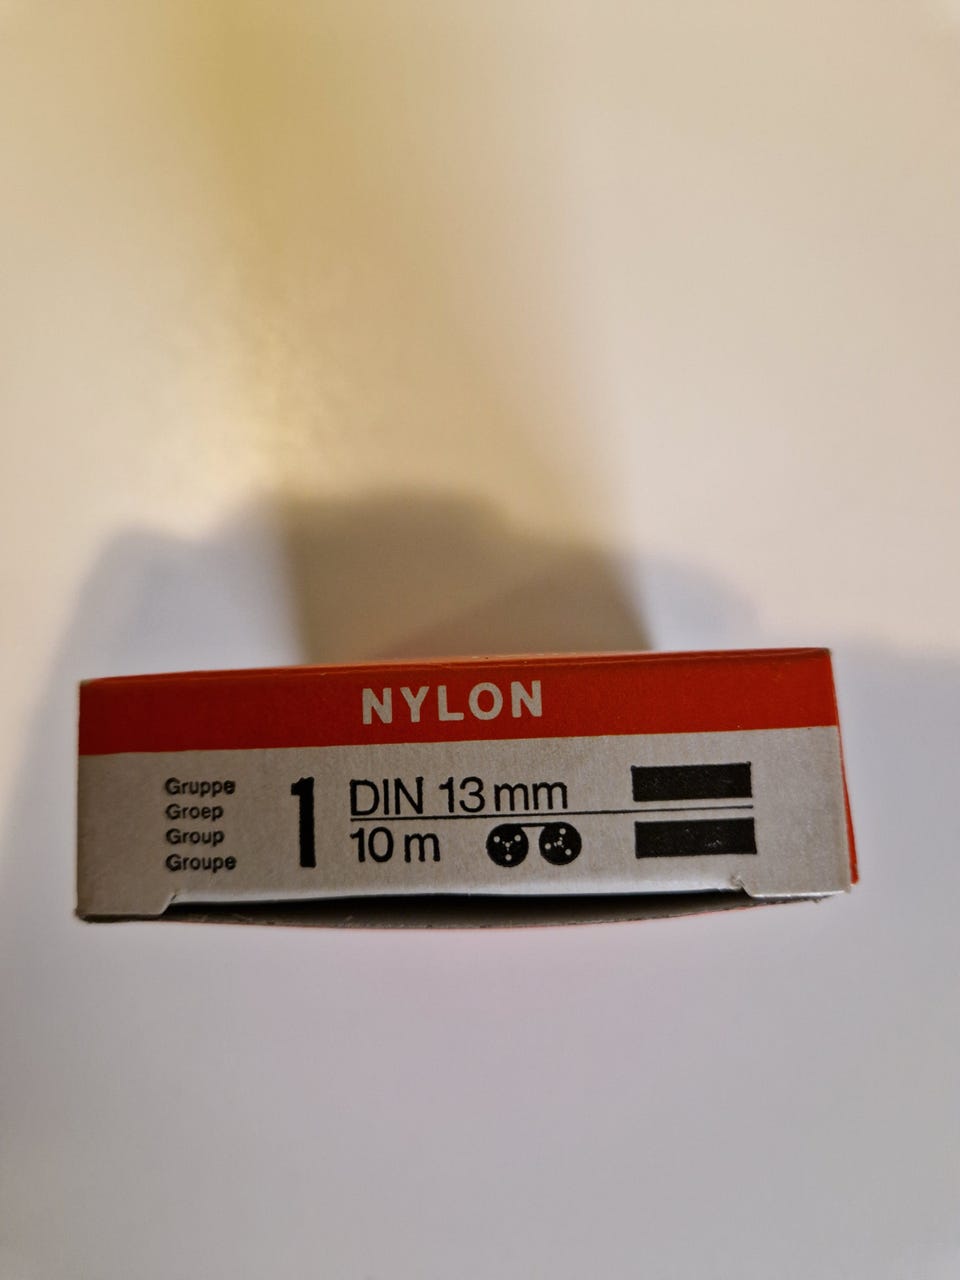 NYLON
Gruppe
Groep
Group
Groupe
1
DIN 13 mm
10 m